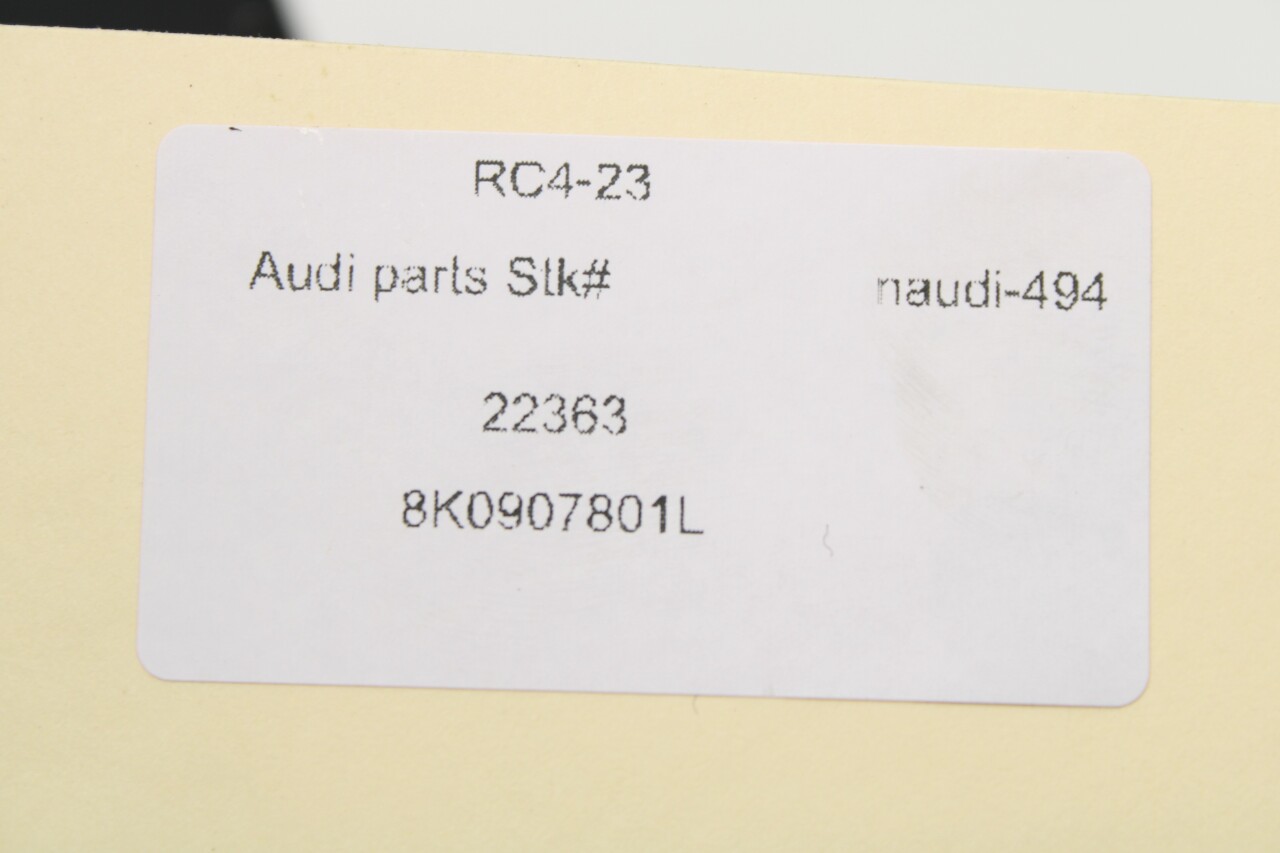 RC4-23
Audi parts Stk# naudi-494
22363
8K0907801L